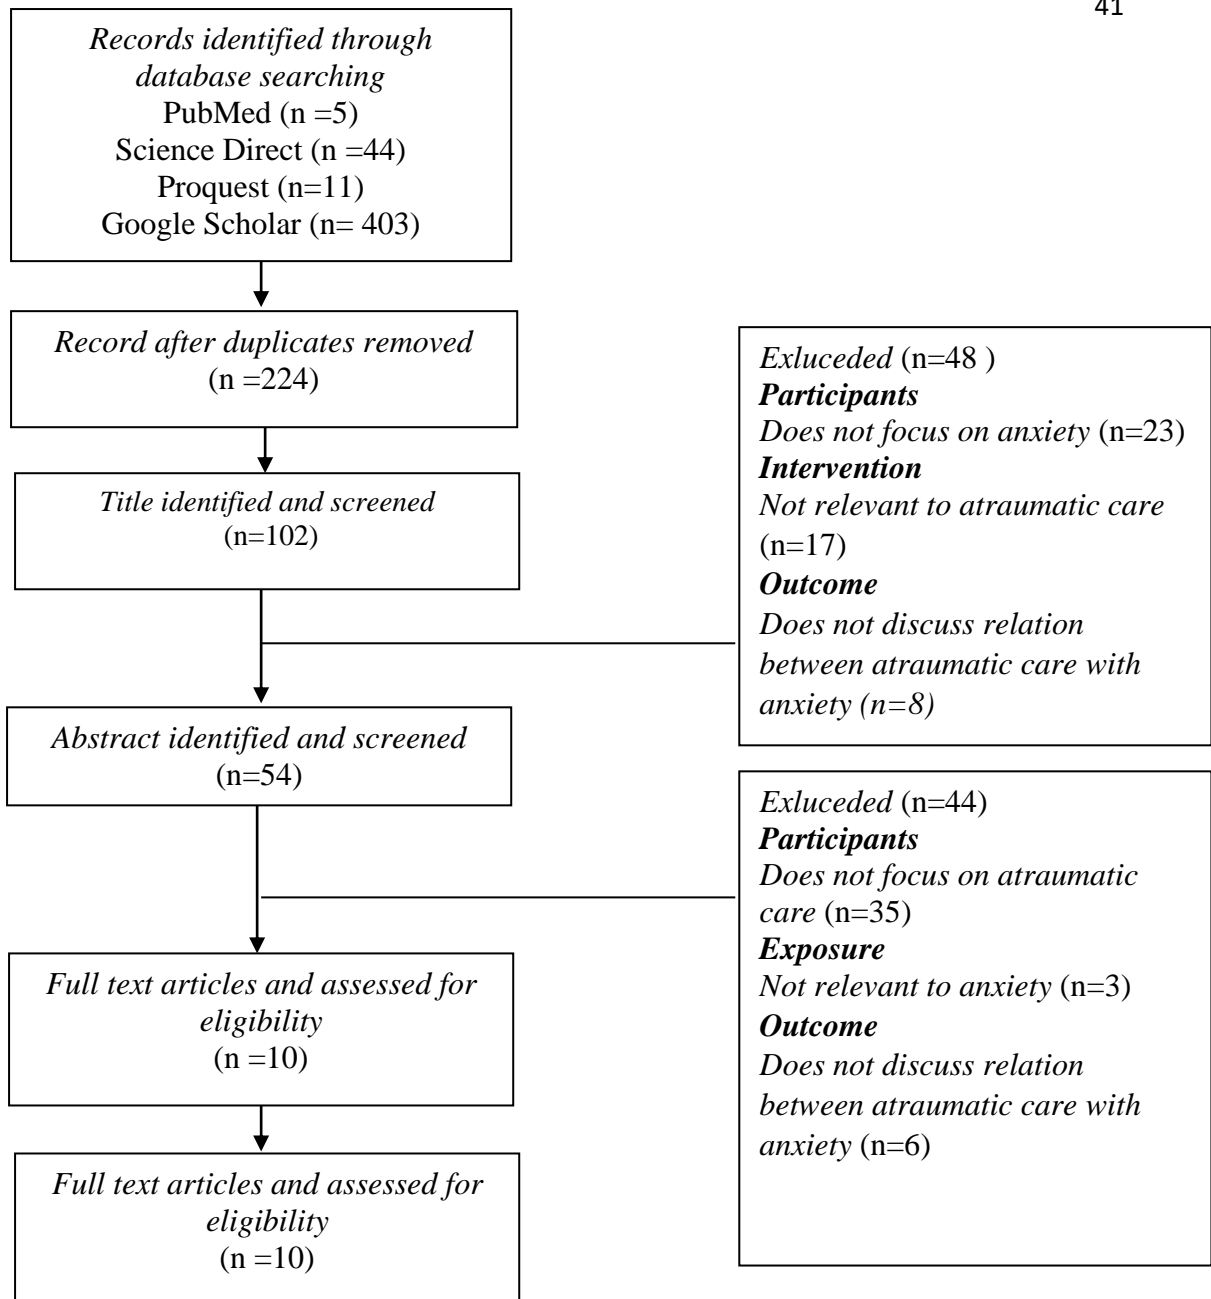 41
Records identified through
database searching
PubMed (n =5)
Science Direct (n =44)
Proquest (n=11)
Google Scholar (n= 403)
Record after duplicates removed
(n =224)
Title identified and screened
(n=102)
Exluceded (n=48 )
Participants
Does not focus on anxiety (n=23)
Intervention
Not relevant to atraumatic care
(n=17)
Outcome
Does not discuss relation
between atraumatic care with
anxiety (n=8)
Abstract identified and screened
(n=54)
Exluceded (n=44)
Participants
Does not focus on atraumatic
care (n=35)
Exposure
Not relevant to anxiety (n=3)
Outcome
Does not discuss relation
between atraumatic care with
anxiety (n=6)
Full text articles and assessed for
eligibility
(n =10)
Full text articles and assessed for
eligibility
(n =10)